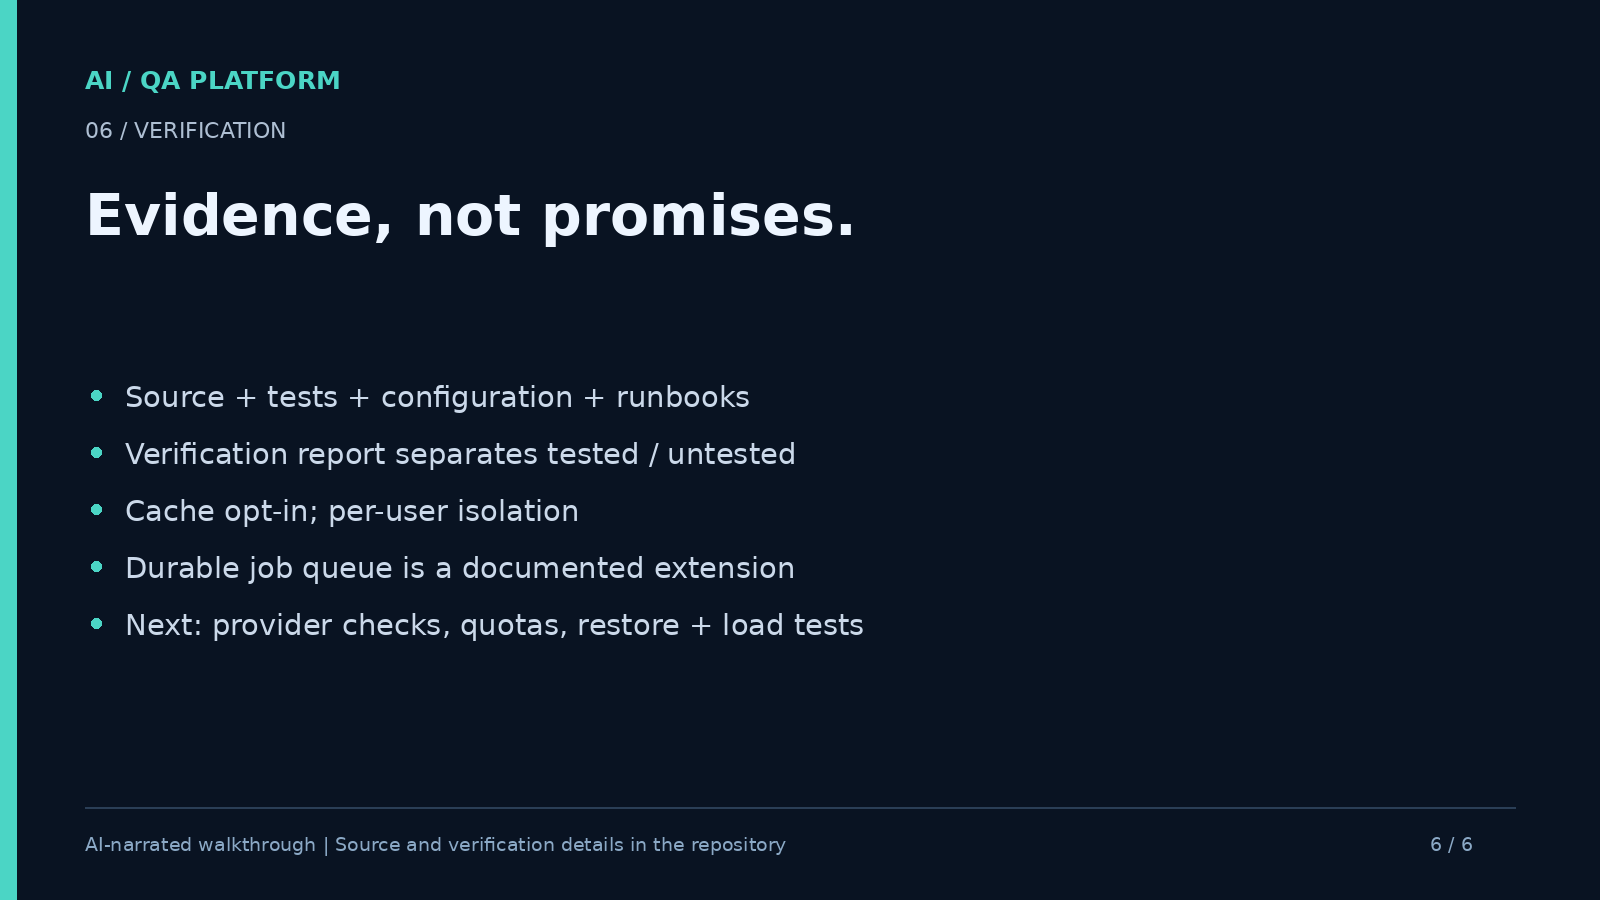 AI / QA PLATFORM
06 / VERIFICATION
Evidence, not promises.
• Source + tests + configuration + runbooks
• Verification report separates tested / untested
• Cache opt-in; per-user isolation
• Durable job queue is a documented extension
• Next: provider checks, quotas, restore + load tests
AI-narrated walkthrough | Source and verification details in the repository
6 / 6